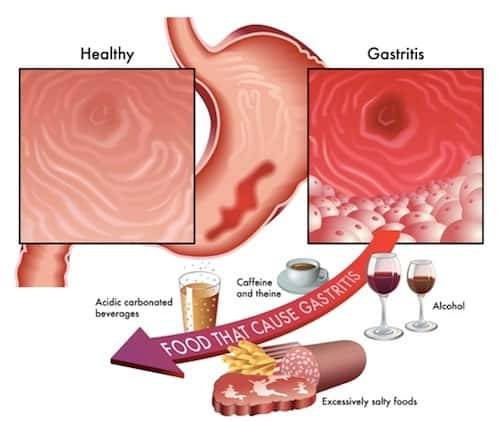 Healthy
Gastritis
Caffeine
and theine
Acidic carbonated
beverages
Alcohol
FOOD THAT CAUSE GASTRITIS
Excessively salty foods